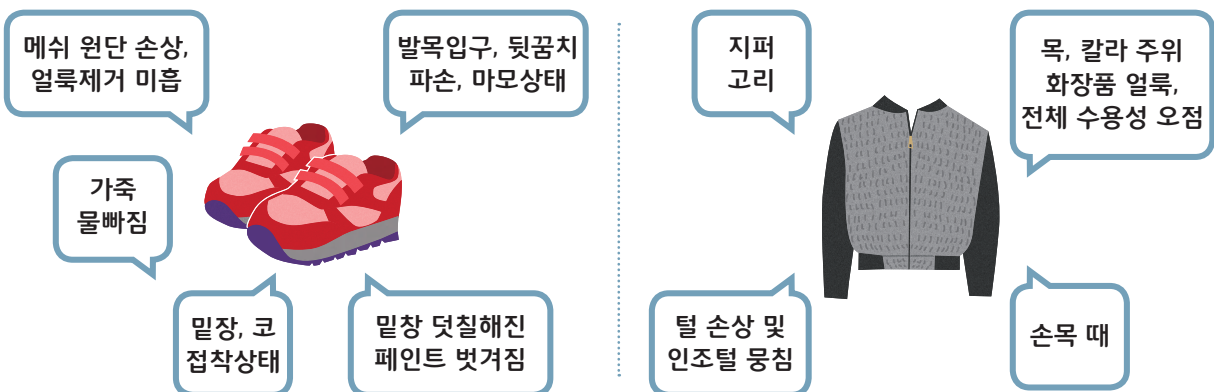 메쉬 원단 손상,
얼룩제거 미흡
발목입구, 뒷꿈치
파손, 마모상태
가죽
물빠짐
밑장, 코
접착상태
밑창 덧칠해진
페인트 벗겨짐
지퍼
고리
목, 칼라 주위
화장품 얼룩,
전체 수용성 오점
털 손상 및
인조털 뭉침
손목 때